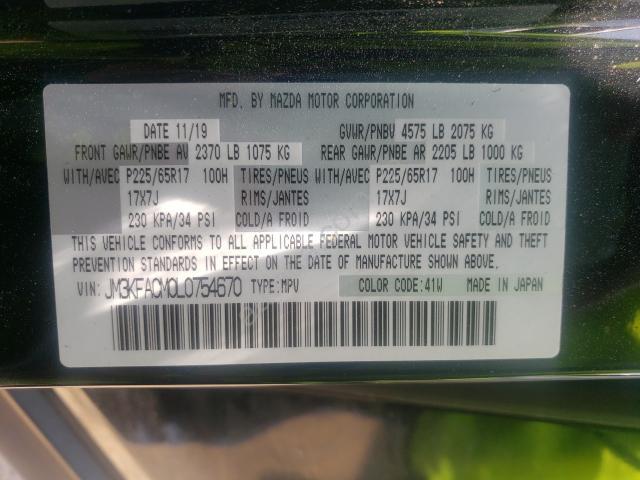 MFD. BY MAZDA MOTOR CORPORATION
DATE 11/19 GVWR/PNBV 4575 LB 2075 KG
FRONT GAWR/PNBE AV 2370 LB 1075 KG REAR GAWR/PNBE AR 2205 LB 1000 KG
WITH/AVEC P225/65R17 100H TIRES/PNEUS WITH/AVEC P225/65R17 100H TIRES/PNEUS
17X7J RIMS/JANTES 17X7J RIMS/JANTES
230 KPA/34 PSI COLD/A FROID 230 KPA/34 PSI COLD/A FROID
THIS VEHICLE CONFORMS TO ALL APPLICABLE FEDERAL MOTOR VEHICLE SAFETY AND THEFT
PREVENTION STANDARDS IN EFFECT ON THE DATE OF MANUFACTURE SHOWN ABOVE.
VIN: JM3KFACM0L0754670 TYPE:MPV COLOR CODE:41W MADE IN JAPAN